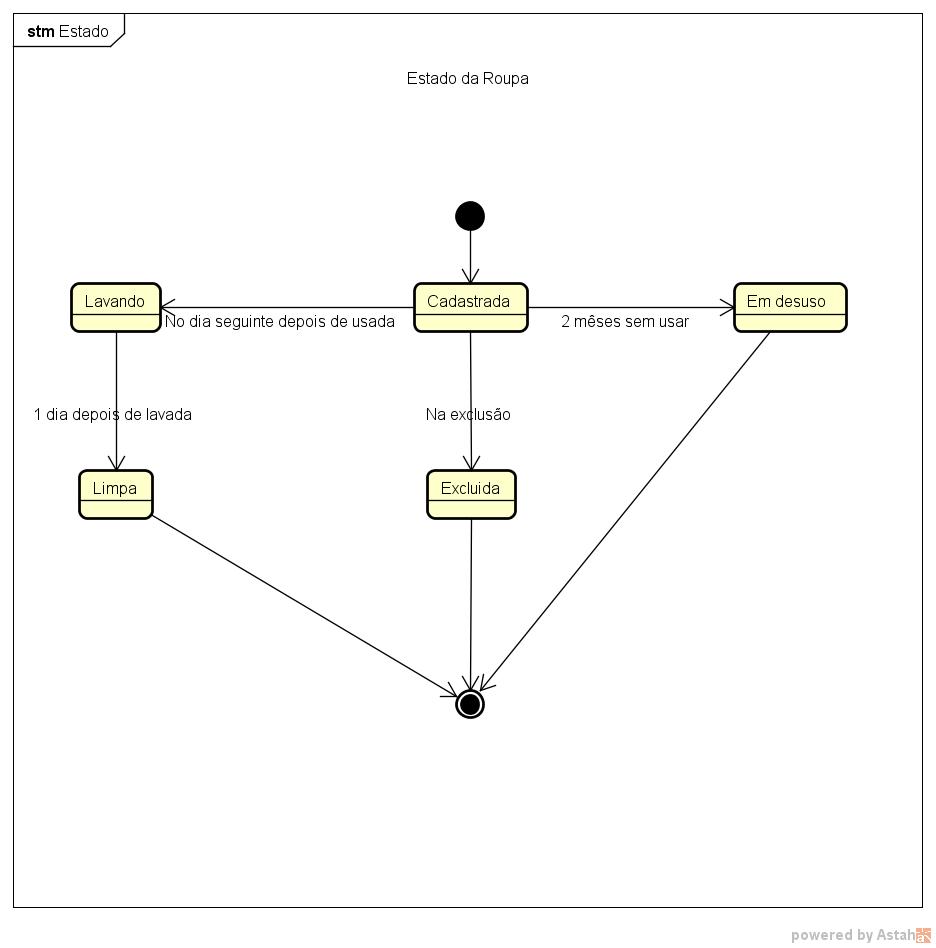 stm Estado
Estado da Roupa
Lavando
Cadastrada
Em desuso
No dia seguinte depois de usada
2 mêses sem usar
1 dia depois de lavada
Na exclusão
Limpa
Excluida
powered by Astah